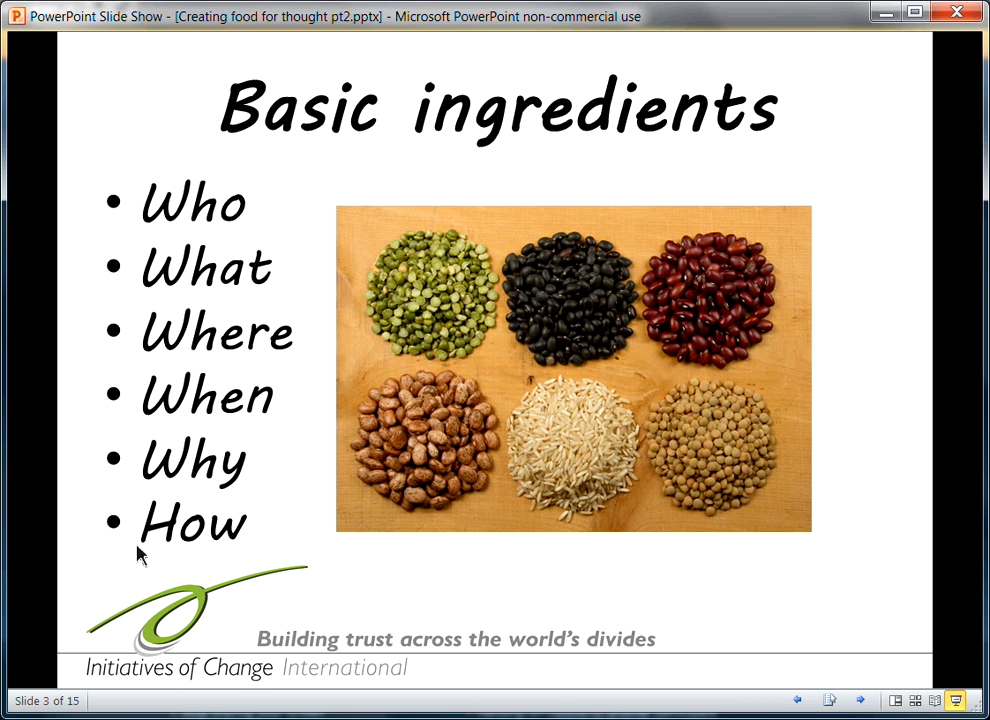 PowerPoint Slide Show - [Creating food for thought pt2.pptx] - Microsoft PowerPoint non-commercial use
Basic ingredients
• Who
• What
• Where
• When
• Why
• How
Building trust across the world's divides
Initiatives of Change International
Slide 3 of 15